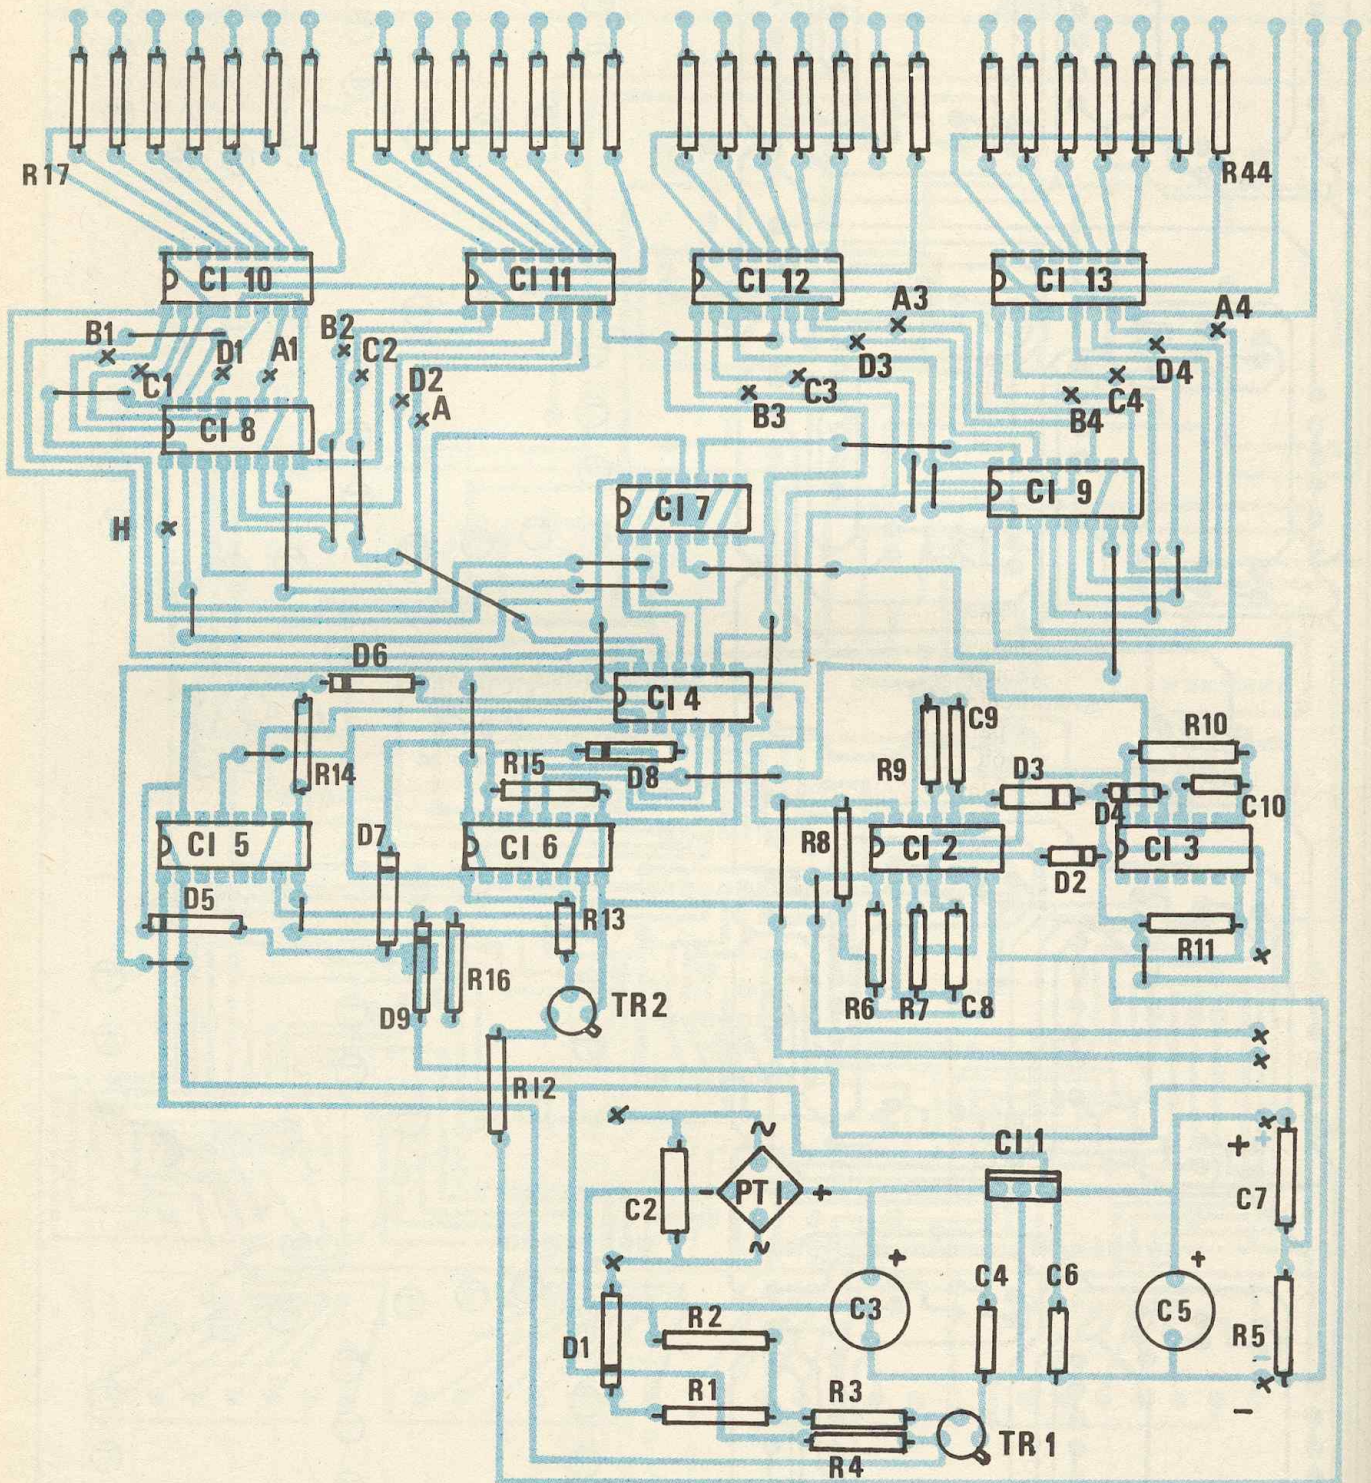 R17
R44
CI 10
CI 11
CI 12
CI 13
A3
A4
B1
D1
A1
B2
C2
D3
D4
C1
D2
A
C3
B3
C4
B4
CI 8
CI 7
CI 9
H
D6
CI 4
C9
R10
R14
R15
D8
R9
D3
D4
C10
CI 5
D7
CI 6
R8
CI 2
CI 3
D2
D5
R13
R11
R16
D9
TR2
R6
R7
C8
R12
CI 1
~
+
C2
- PT1 +
C7
~
+
+
C4
C6
C3
C5
D1
R2
R5
R1
R3
-
R4
TR1